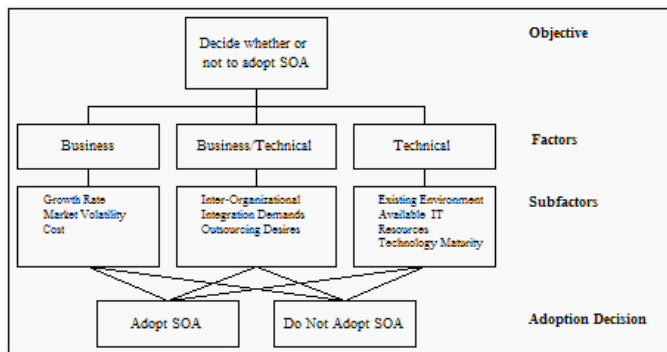 Decide whether or
not to adopt SOA
Objective
Business
Business/Technical
Technical
Factors
Growth Rate
Market Volatility
Cost
Inter-Organizational
Integration Demands
Outsourcing Desires
Existing Environment
Available IT
Resources
Technology Maturity
Subfactors
Adopt SOA
Do Not Adopt SOA
Adoption Decision